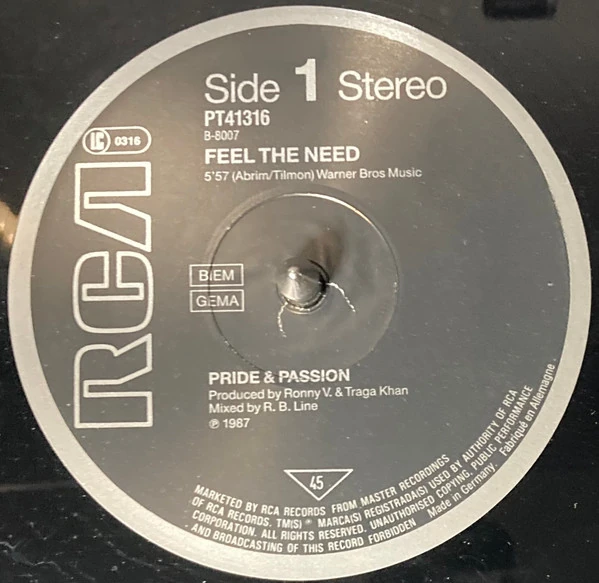 Side 1 Stereo
PT41316
B-8007
LC 0316
FEEL THE NEED
5'57 (Abrim/Tilmon) Warner Bros Music
RCA
BIEM
GEMA
PRIDE & PASSION
Produced by Ronny V. & Traga Khan
Mixed by R. B. Line
℗ 1987
45
MARKETED BY RCA RECORDS FROM MASTER RECORDINGS
OF RCA RECORDS. TM(S) ® MARCA(S) REGISTRADA(S) USED BY AUTHORITY OF RCA
CORPORATION. ALL RIGHTS RESERVED. UNAUTHORISED COPYING, PUBLIC PERFORMANCE
AND BROADCASTING OF THIS RECORD FORBIDDEN Made in Germany. Fabriqué en Allemagne.